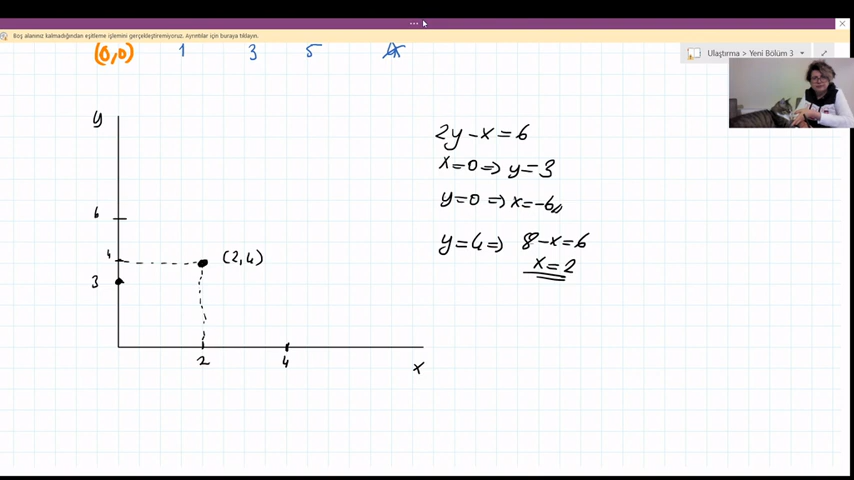 ...
Boş alanınız kalmadığından eşitleme işlemini gerçekleştiremiyoruz. Ayrıntılar için buraya tıklayın.
(0,0) 1 3 5
Ulaştırma > Yeni Bölüm 3
y
6
4
3
(2,4)
2
4
x
2y-x=6
x=0⇒y=3
y=0⇒x=-6
y=4⇒ 8-x=6
x=2